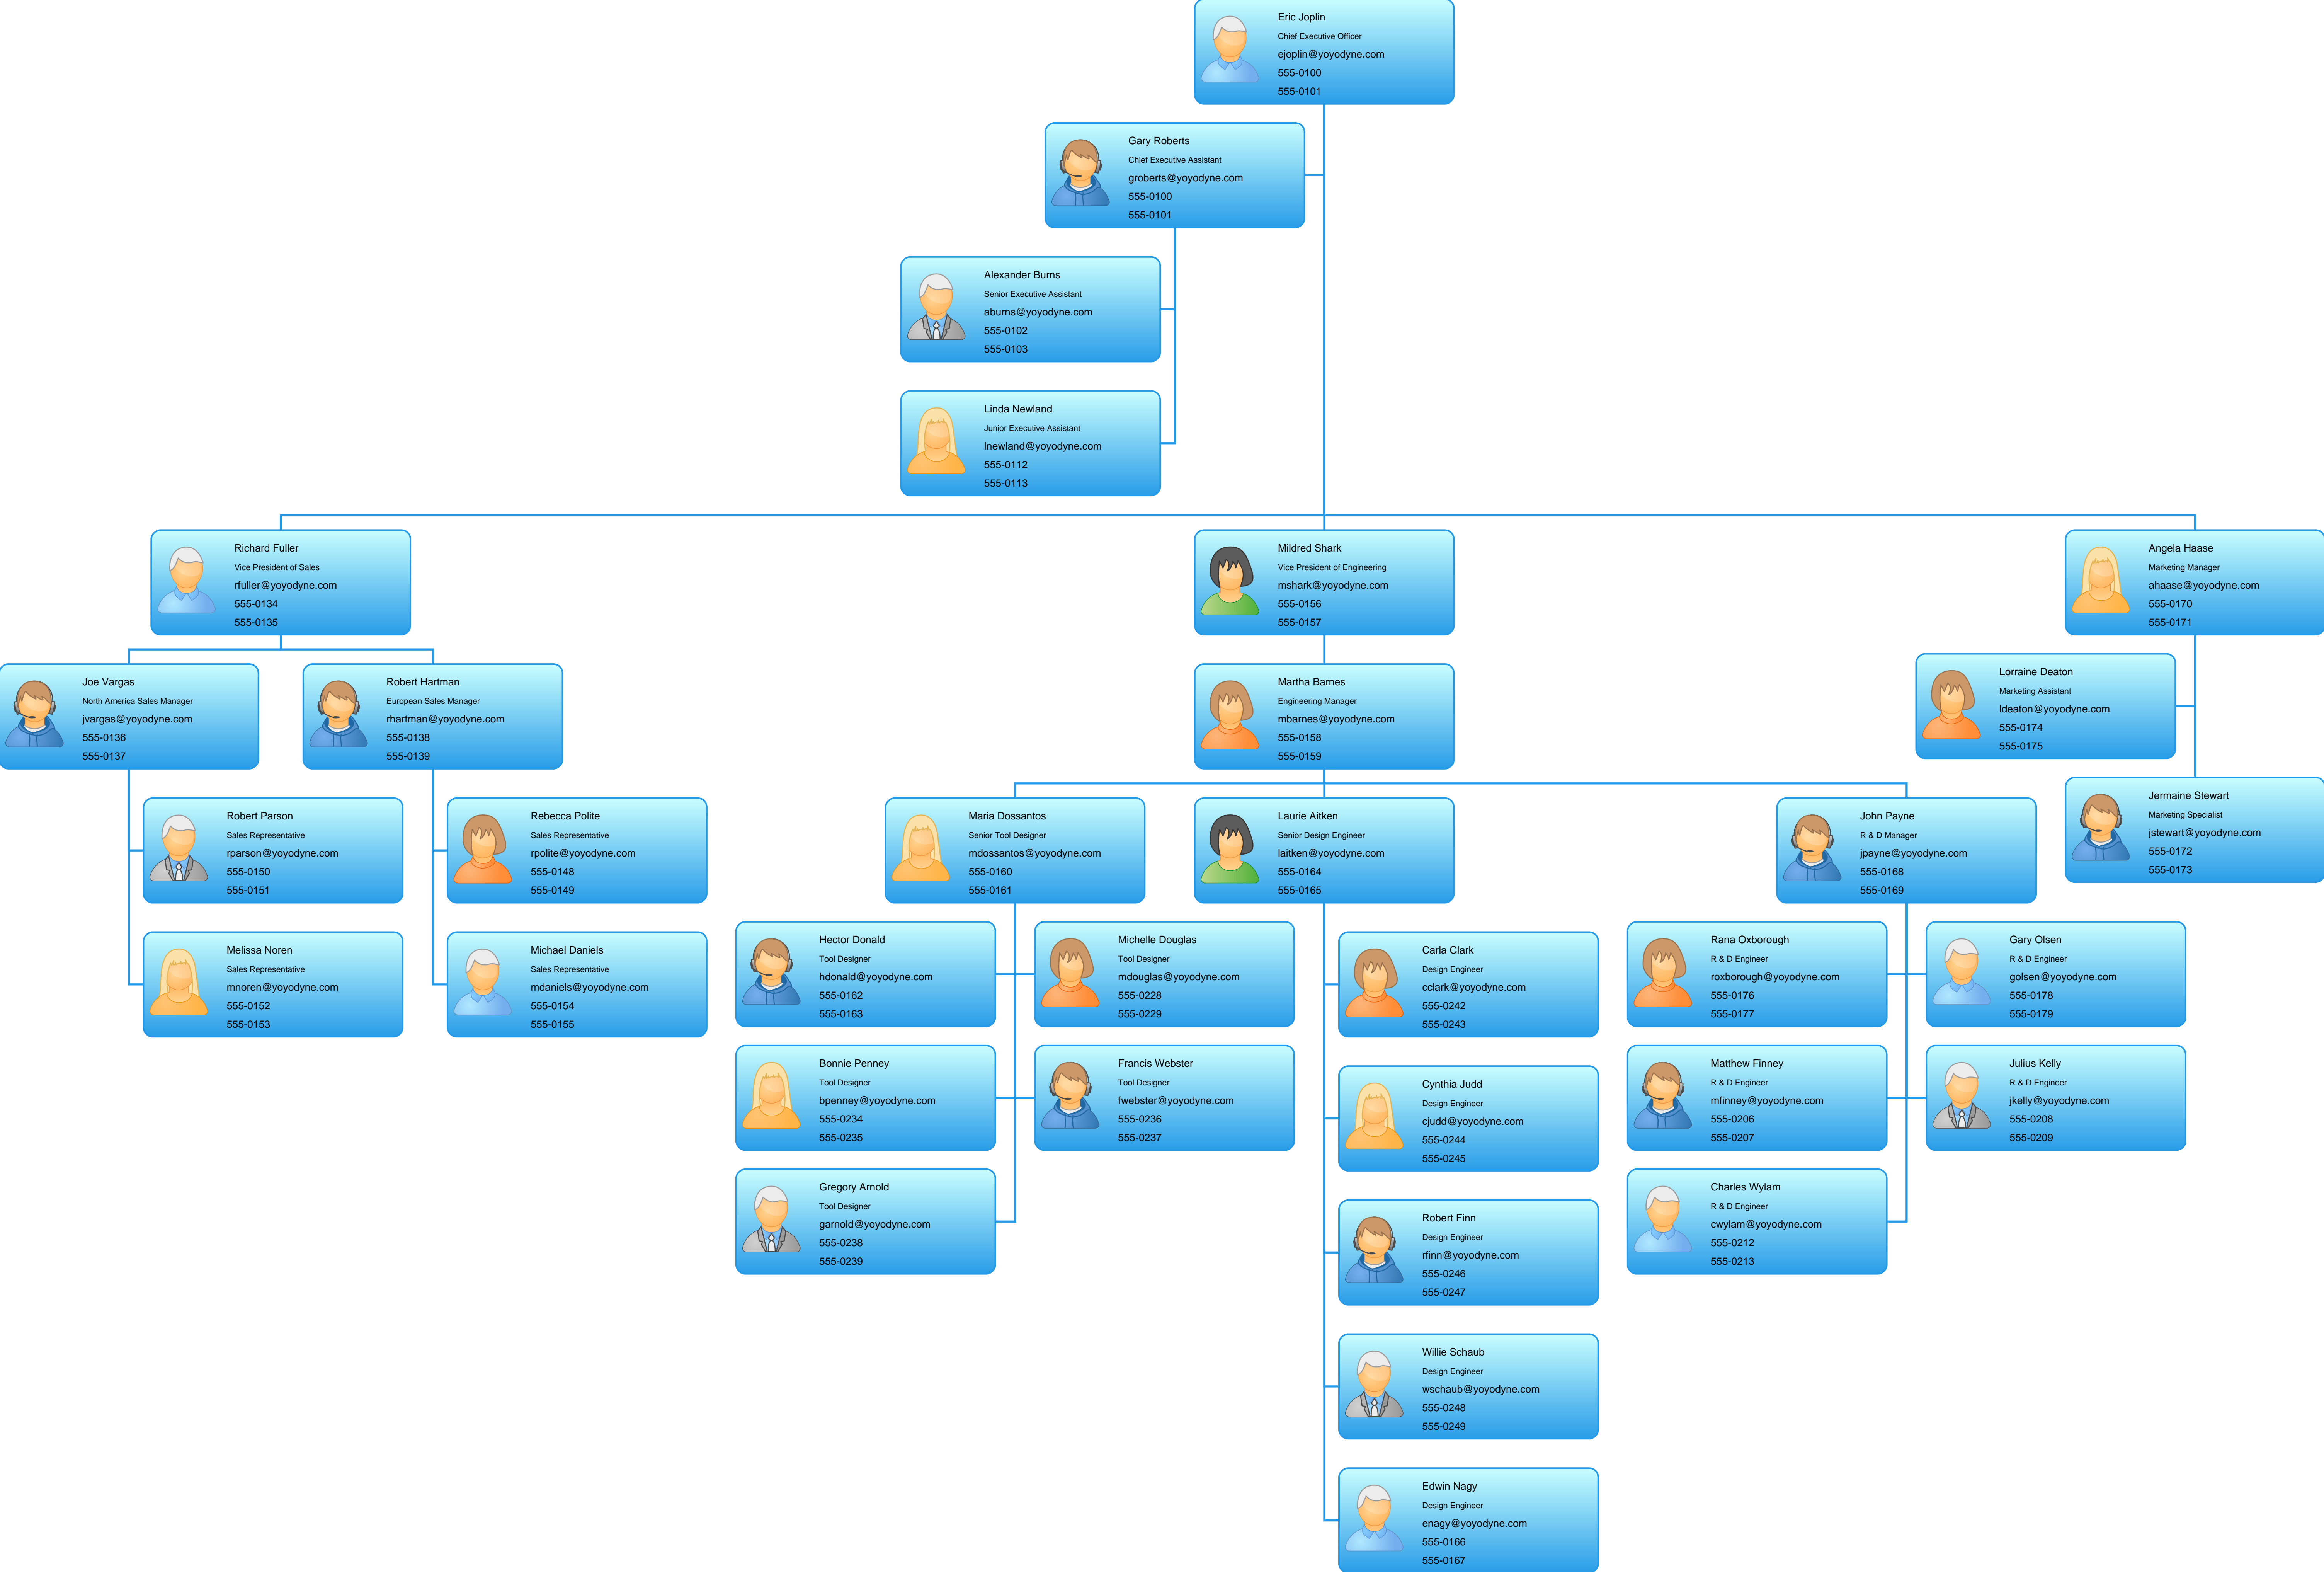 Eric Joplin
Chief Executive Officer
ejoplin@yoyodyne.com
555-0100
555-0101
Gary Roberts
Chief Executive Assistant
groberts@yoyodyne.com
555-0100
555-0101
Alexander Burns
Senior Executive Assistant
aburns@yoyodyne.com
555-0102
555-0103
Linda Newland
Junior Executive Assistant
lnewland@yoyodyne.com
555-0112
555-0113
Richard Fuller
Vice President of Sales
rfuller@yoyodyne.com
555-0134
555-0135
Mildred Shark
Vice President of Engineering
mshark@yoyodyne.com
555-0156
555-0157
Angela Haase
Marketing Manager
ahaase@yoyodyne.com
555-0170
555-0171
Joe Vargas
North America Sales Manager
jvargas@yoyodyne.com
555-0136
555-0137
Robert Hartman
European Sales Manager
rhartman@yoyodyne.com
555-0138
555-0139
Martha Barnes
Engineering Manager
mbarnes@yoyodyne.com
555-0158
555-0159
Lorraine Deaton
Marketing Assistant
ldeaton@yoyodyne.com
555-0174
555-0175
Robert Parson
Sales Representative
rparson@yoyodyne.com
555-0150
555-0151
Rebecca Polite
Sales Representative
rpolite@yoyodyne.com
555-0148
555-0149
Maria Dossantos
Senior Tool Designer
mdossantos@yoyodyne.com
555-0160
555-0161
Laurie Aitken
Senior Design Engineer
laitken@yoyodyne.com
555-0164
555-0165
John Payne
R & D Manager
jpayne@yoyodyne.com
555-0168
555-0169
Jermaine Stewart
Marketing Specialist
jstewart@yoyodyne.com
555-0172
555-0173
Melissa Noren
Sales Representative
mnoren@yoyodyne.com
555-0152
555-0153
Michael Daniels
Sales Representative
mdaniels@yoyodyne.com
555-0154
555-0155
Hector Donald
Tool Designer
hdonald@yoyodyne.com
555-0162
555-0163
Michelle Douglas
Tool Designer
mdouglas@yoyodyne.com
555-0228
555-0229
Carla Clark
Design Engineer
cclark@yoyodyne.com
555-0242
555-0243
Rana Oxborough
R & D Engineer
roxborough@yoyodyne.com
555-0176
555-0177
Gary Olsen
R & D Engineer
golsen@yoyodyne.com
555-0178
555-0179
Bonnie Penney
Tool Designer
bpenney@yoyodyne.com
555-0234
555-0235
Francis Webster
Tool Designer
fwebster@yoyodyne.com
555-0236
555-0237
Cynthia Judd
Design Engineer
cjudd@yoyodyne.com
555-0244
555-0245
Matthew Finney
R & D Engineer
mfinney@yoyodyne.com
555-0206
555-0207
Julius Kelly
R & D Engineer
jkelly@yoyodyne.com
555-0208
555-0209
Gregory Arnold
Tool Designer
garnold@yoyodyne.com
555-0238
555-0239
Robert Finn
Design Engineer
rfinn@yoyodyne.com
555-0246
555-0247
Charles Wylam
R & D Engineer
cwylam@yoyodyne.com
555-0212
555-0213
Willie Schaub
Design Engineer
wschaub@yoyodyne.com
555-0248
555-0249
Edwin Nagy
Design Engineer
enagy@yoyodyne.com
555-0166
555-0167